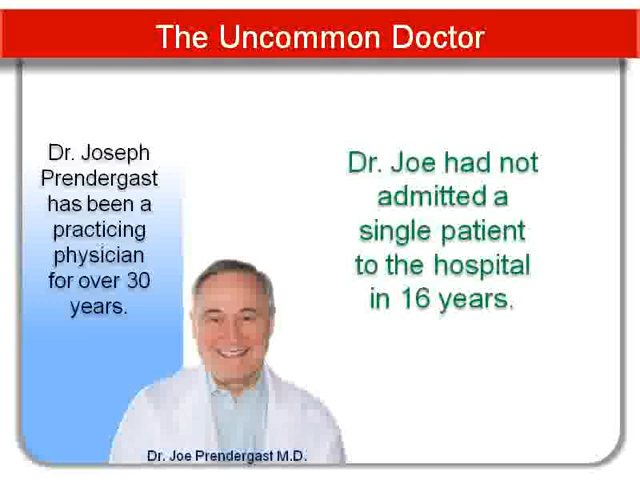 The Uncommon Doctor
Dr. Joseph
Prendergast
has been a
practicing
physician
for over 30
years.
Dr. Joe had not
admitted a
single patient
to the hospital
in 16 years.
Dr. Joe Prendergast M.D.